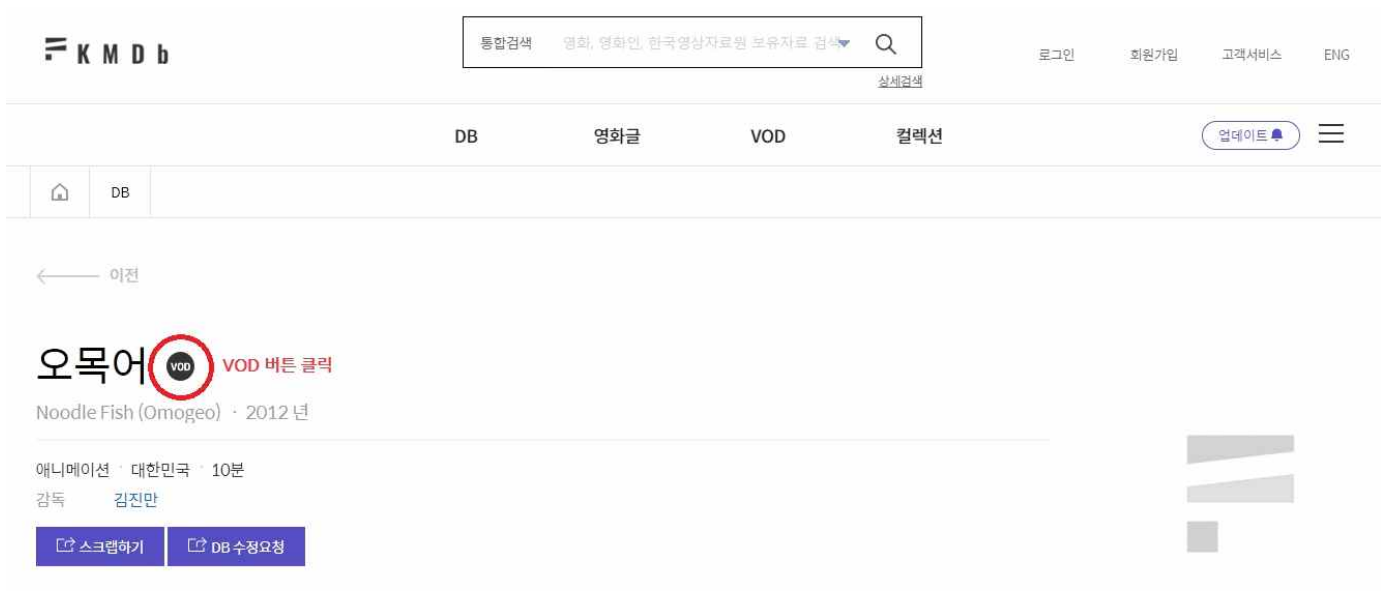 KMDb
통합검색 영화, 영화인, 한국영상자료원 보유자료 검색
상세검색
로그인 회원가입 고객서비스 ENG
DB 영화글 VOD 컬렉션
업데이트
DB
이전
오목어 VOD VOD 버튼 클릭
Noodle Fish (Omogeo) · 2012 년
애니메이션 · 대한민국 · 10분
감독 김진만
스크랩하기 DB 수정요청